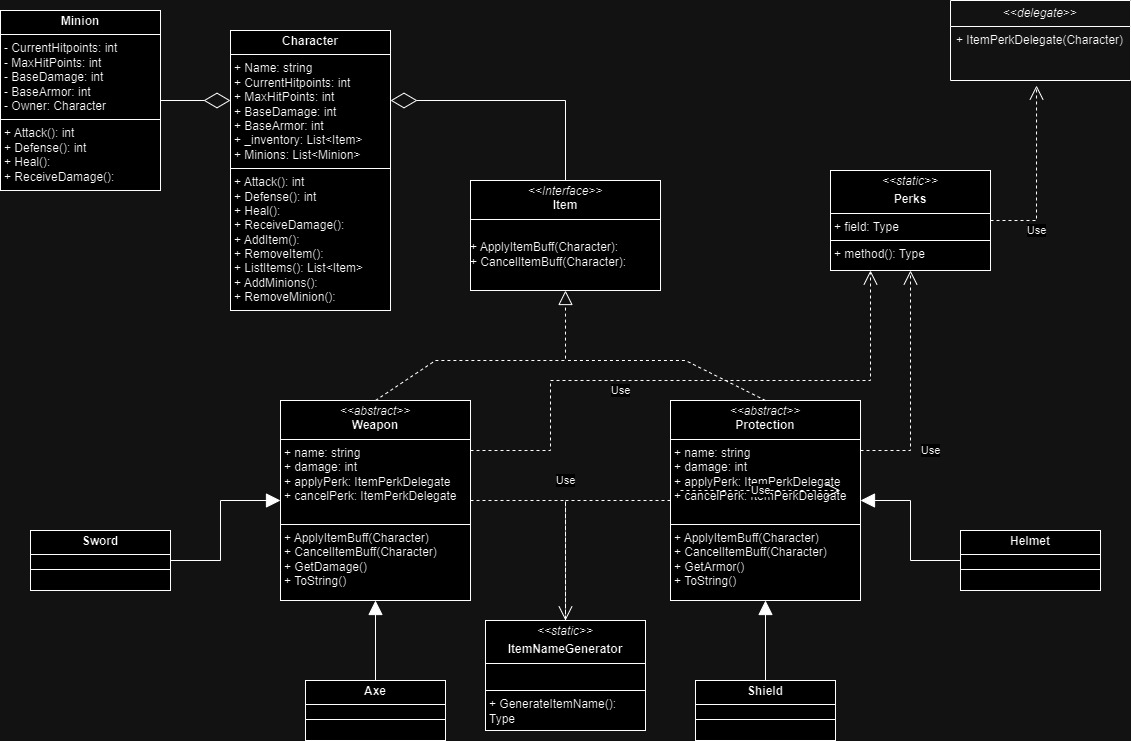 Minion
- CurrentHitpoints: int
- MaxHitPoints: int
- BaseDamage: int
- BaseArmor: int
- Owner: Character
+ Attack(): int
+ Defense(): int
+ Heal():
+ ReceiveDamage():
Character
+ Name: string
+ CurrentHitpoints: int
+ MaxHitPoints: int
+ BaseDamage: int
+ BaseArmor: int
+ _inventory: List<Item>
+ Minions: List<Minion>
+ Attack(): int
+ Defense(): int
+ Heal():
+ ReceiveDamage():
+ AddItem():
+ RemoveItem():
+ ListItems(): List<Item>
+ AddMinions():
+ RemoveMinion():
<<Interface>>
Item
+ ApplyItemBuff(Character):
+ CancelItemBuff(Character):
<<delegate>>
+ ItemPerkDelegate(Character)
<<static>>
Perks
+ field: Type
+ method(): Type
Use
Use
Use
Use
<<abstract>>
Weapon
+ name: string
+ damage: int
+ applyPerk: ItemPerkDelegate
+ cancelPerk: ItemPerkDelegate
+ ApplyItemBuff(Character)
+ CancelItemBuff(Character)
+ GetDamage()
+ ToString()
<<abstract>>
Protection
+ name: string
+ damage: int
+ applyPerk: ItemPerkDelegate
Use
+ cancelPerk: ItemPerkDelegate
+ ApplyItemBuff(Character)
+ CancelItemBuff(Character)
+ GetArmor()
+ ToString()
Sword
Helmet
<<static>>
ItemNameGenerator
+ GenerateItemName():
Type
Axe
Shield